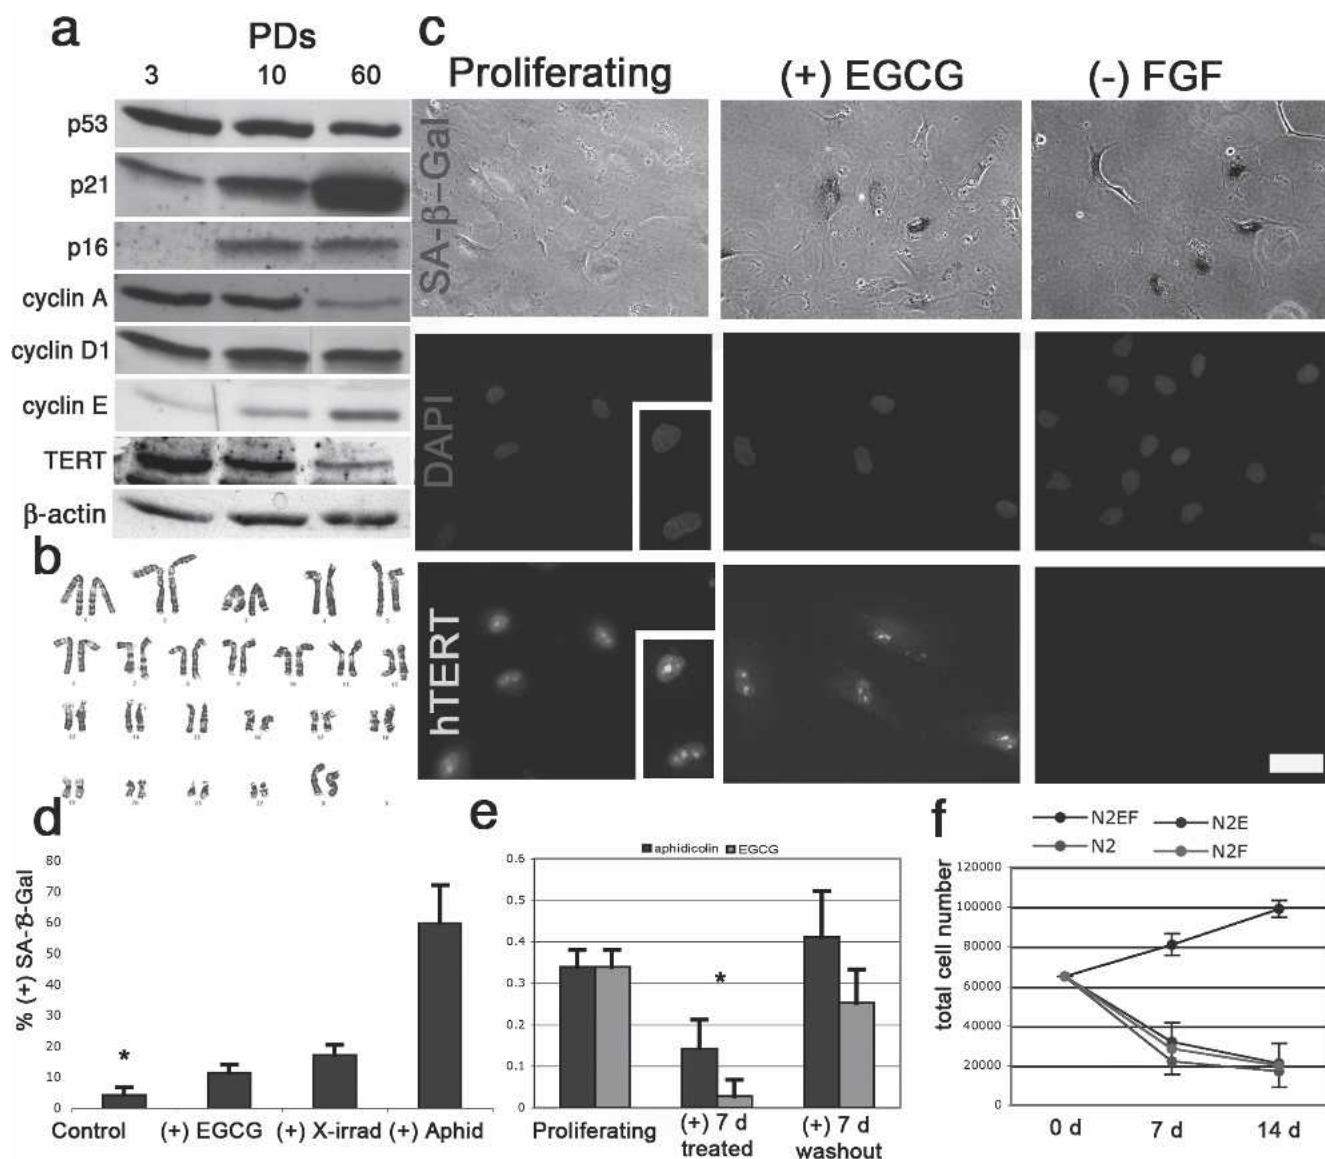 a
PDs
3 10 60
p53
p21
p16
cyclin A
cyclin D1
cyclin E
TERT
β-actin
b
c
Proliferating (+) EGCG (-) FGF
SA-β-Gal
DAPI
hTERT
d
% (+) SA-B-Gal
80
70
60
50
40
30
20
10
0
*
Control (+) EGCG (+) X-irrad (+) Aphid
e
aphidicolin EGCG
0.6
0.5
0.4
0.3
0.2
0.1
0
*
Proliferating (+) 7 d treated (+) 7 d washout
f
N2EF N2E
N2 N2F
total cell number
120000
100000
80000
60000
40000
20000
0
0 d 7 d 14 d